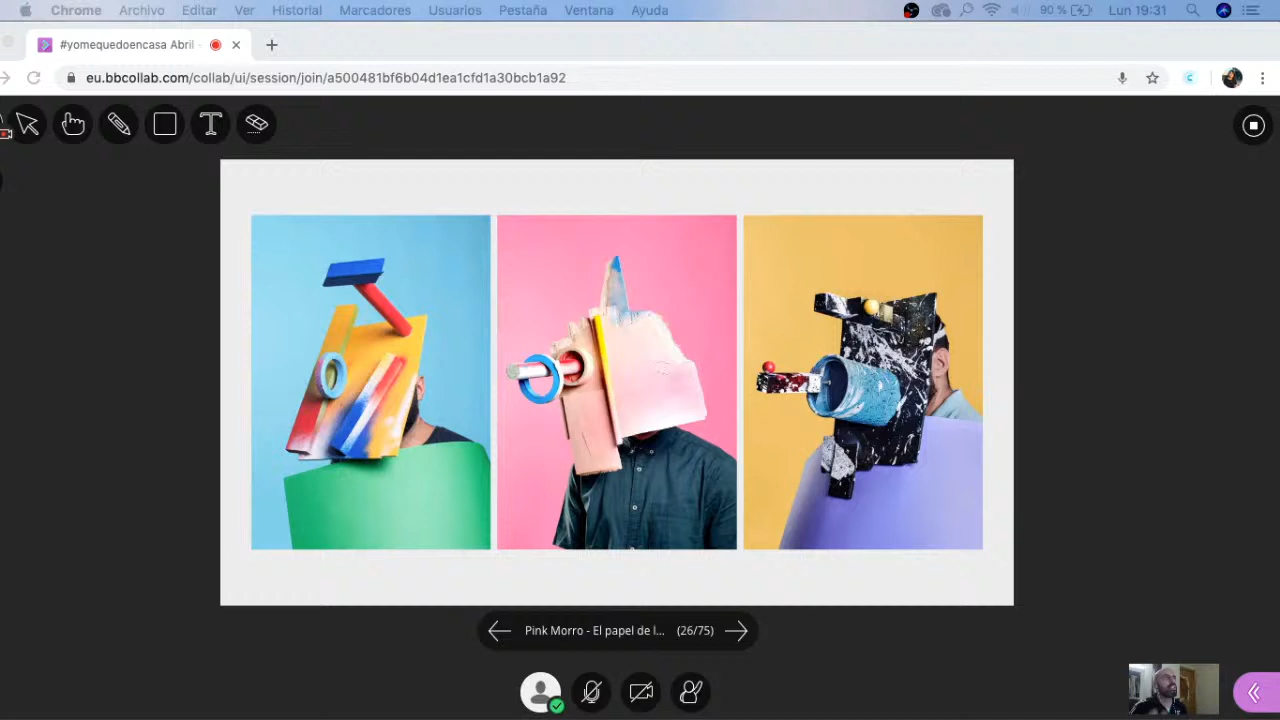 Chrome Archivo Editar Ver Historial Marcadores Usuarios Pestaña Ventana Ayuda 90 % Lun 19:31
#yomequedoencasa Abril -
eu.bbcollab.com/collab/ui/session/join/a500481bf6b04d1ea1cfd1a30bcb1a92
T
Pink Morro - El papel de l... (26/75)